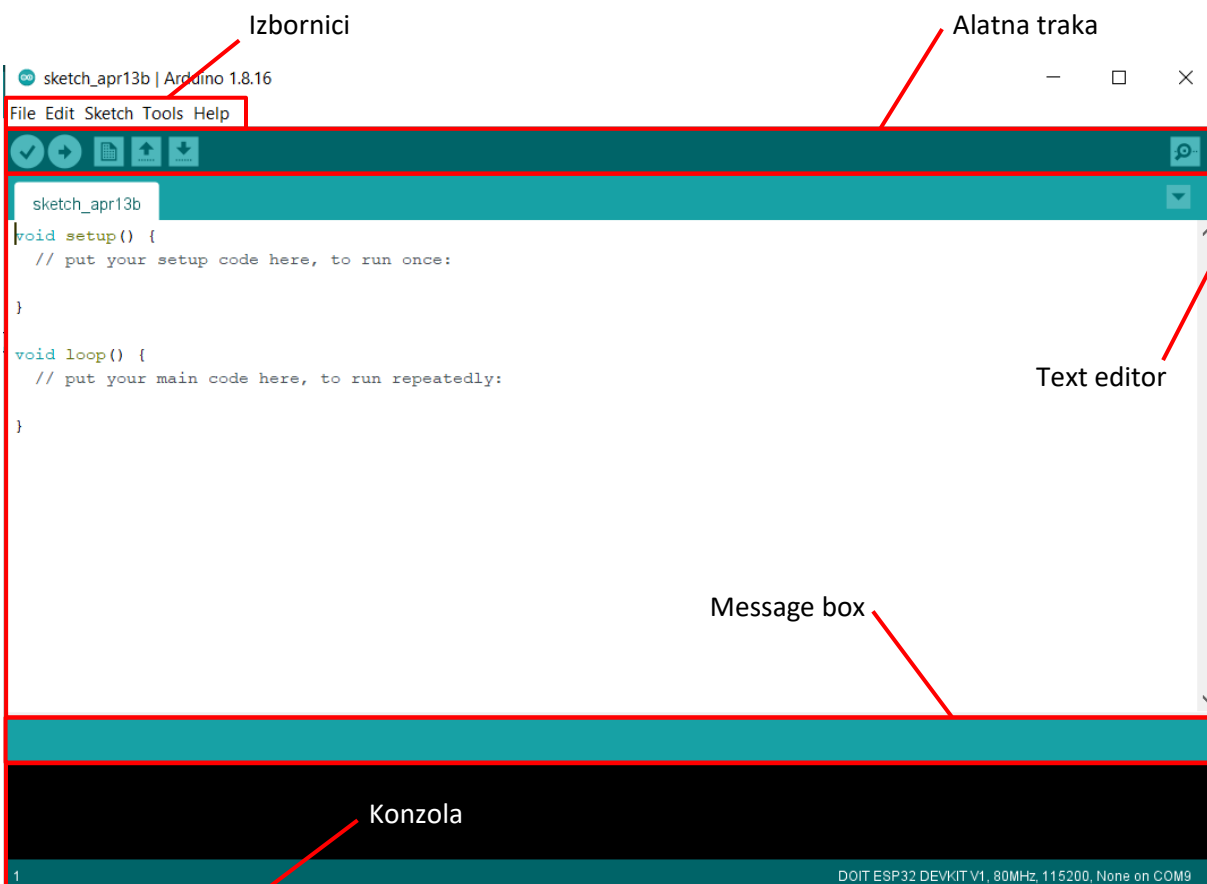 Izbornici
Alatna traka
sketch_apr13b | Arduino 1.8.16
File Edit Sketch Tools Help
sketch_apr13b
void setup() {
// put your setup code here, to run once:
}
void loop() {
// put your main code here, to run repeatedly:
}
Text editor
Message box
Konzola
1
DOIT ESP32 DEVKIT V1, 80MHz, 115200, None on COM9